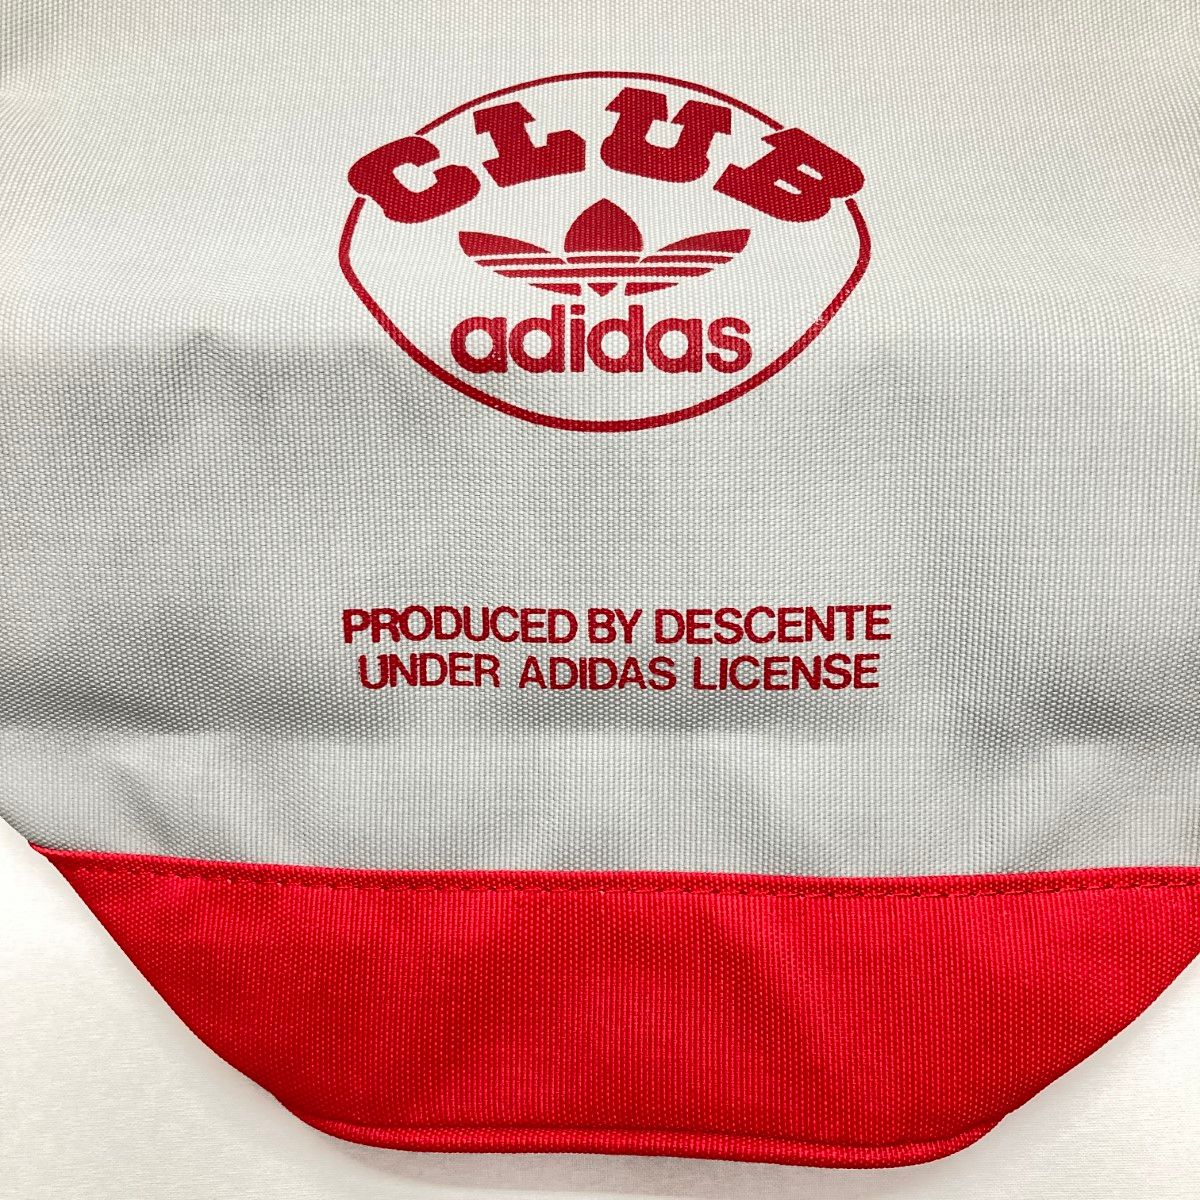 CLUB
adidas
PRODUCED BY DESCENTE
UNDER ADIDAS LICENSE